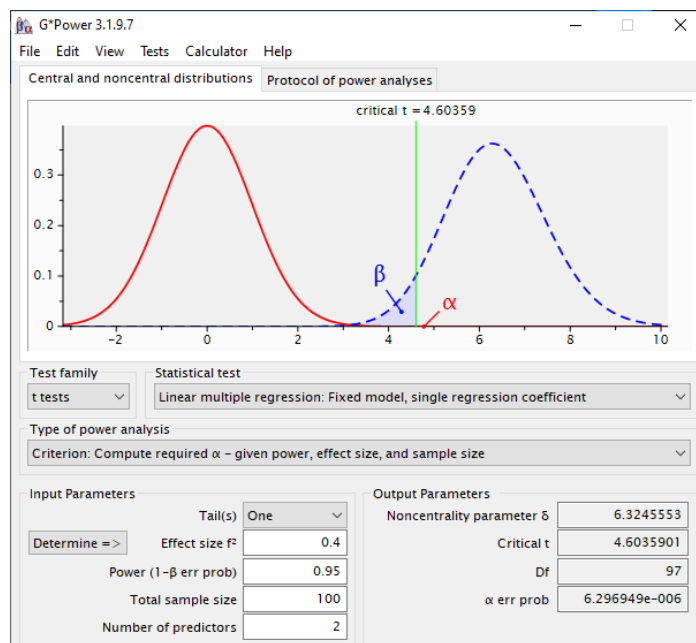 G*Power 3.1.9.7
File Edit View Tests Calculator Help
Central and noncentral distributions Protocol of power analyses
critical t = 4.60359
0.3
0.2
0.1
0
β
α
-2 0 2 4 6 8 10
Test family Statistical test
t tests Linear multiple regression: Fixed model, single regression coefficient
Type of power analysis
Criterion: Compute required α – given power, effect size, and sample size
Input Parameters Output Parameters
Tail(s) One Noncentrality parameter δ 6.3245553
Determine => Effect size f² 0.4 Critical t 4.6035901
Power (1-β err prob) 0.95 Df 97
Total sample size 100 α err prob 6.296949e-006
Number of predictors 2